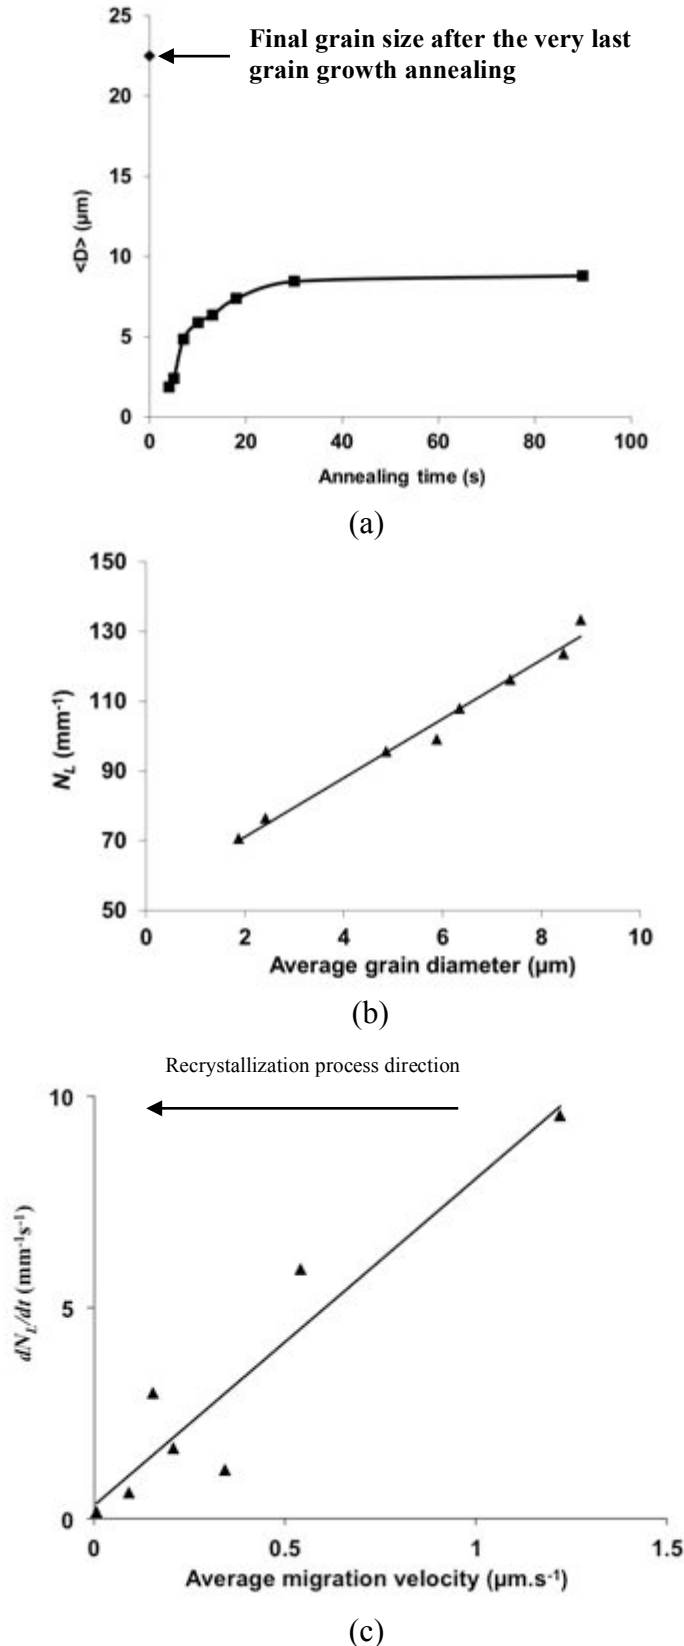 25
Final grain size after the very last
grain growth annealing
20
15
10
5
0
<D> (µm)
0 20 40 60 80 100
Annealing time (s)
(a)
150
130
110
90
70
50
N_L (mm⁻¹)
0 2 4 6 8 10
Average grain diameter (µm)
(b)
Recrystallization process direction
10
5
0
dN_L/dt (mm⁻¹s⁻¹)
0 0.5 1 1.5
Average migration velocity (µm.s⁻¹)
(c)